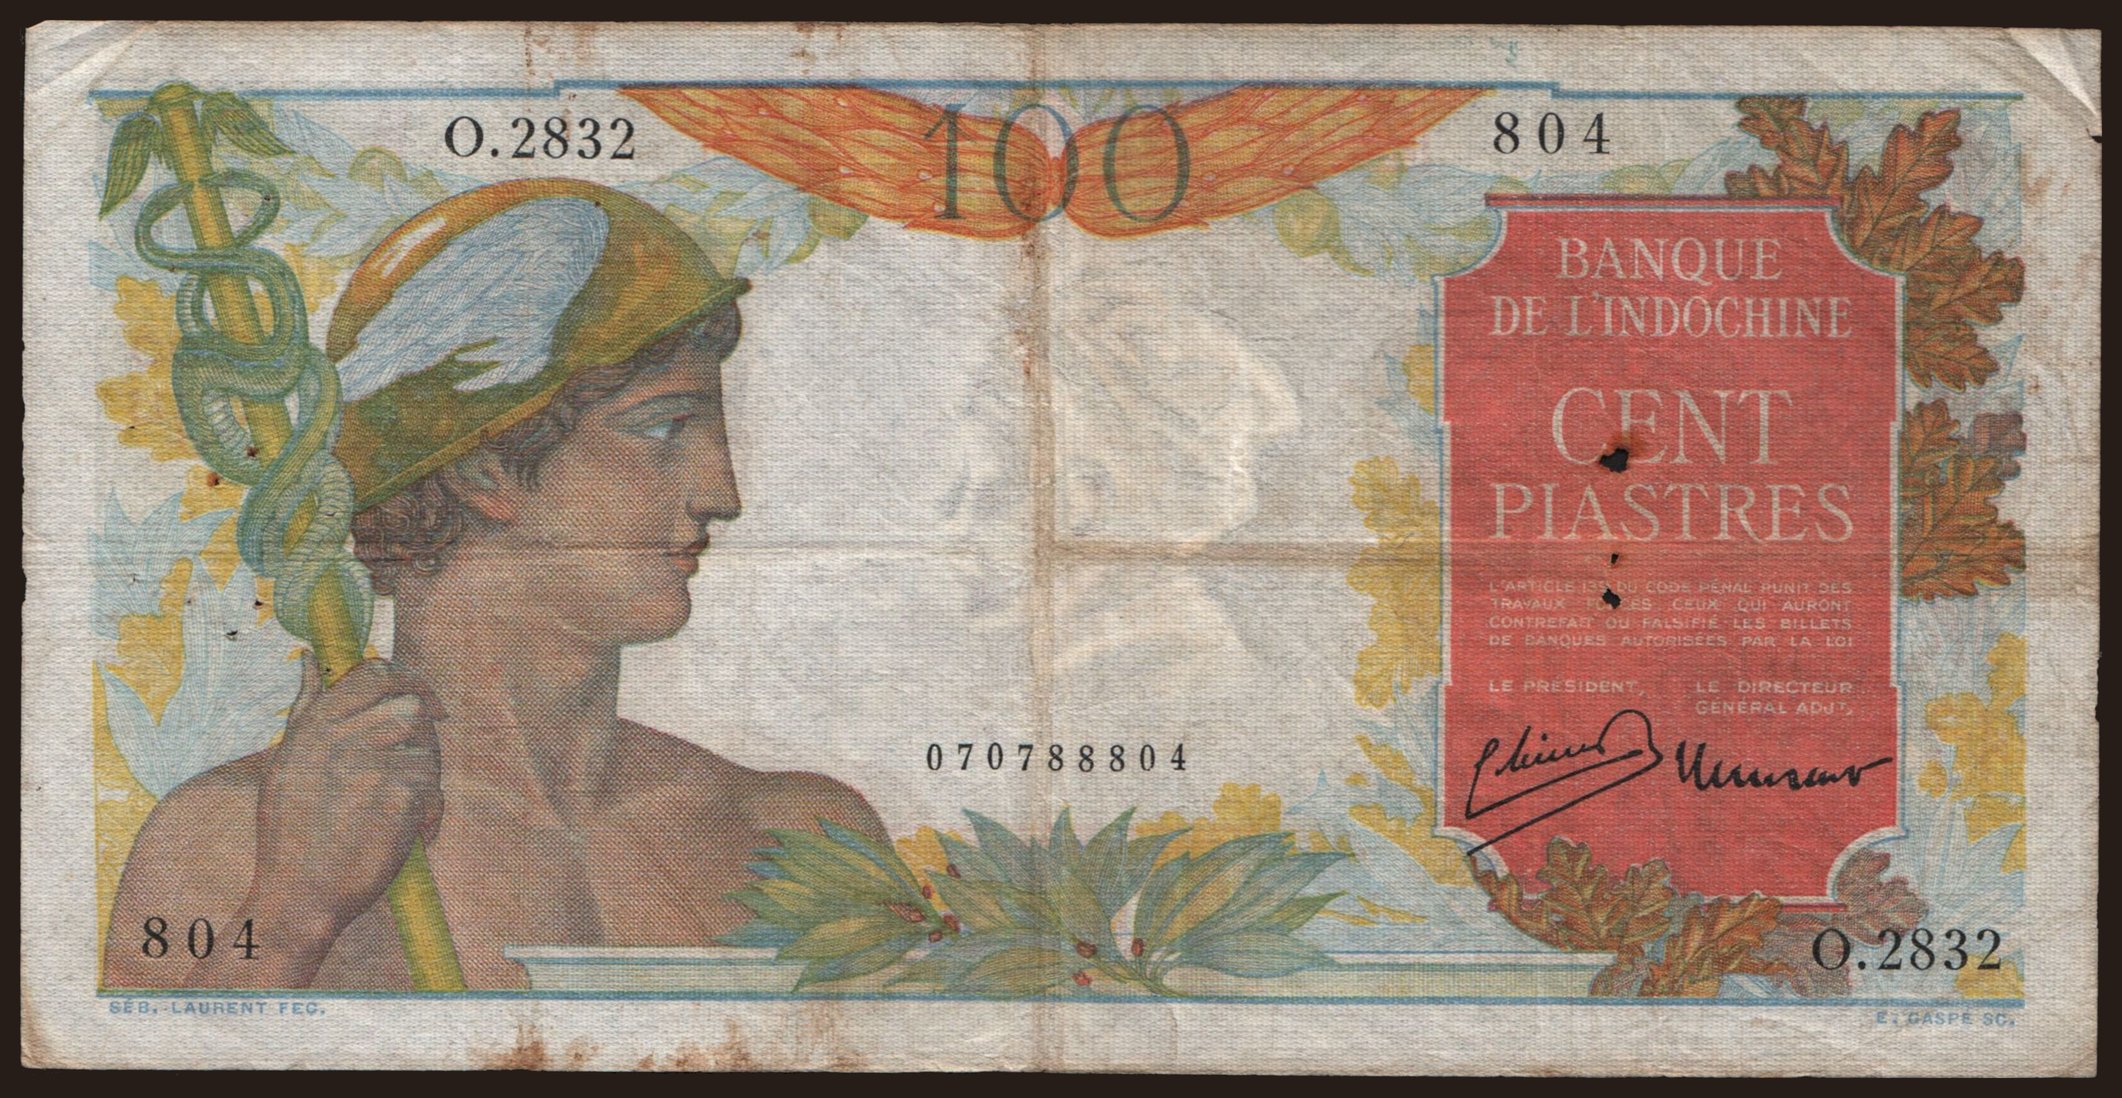 O.2832
100
804
BANQUE
DE L'INDOCHINE
CENT
PIASTRES
L'ARTICLE 139 DU CODE PÉNAL PUNIT DES
TRAVAUX FORCÉS CEUX QUI AURONT
CONTREFAIT OU FALSIFIÉ LES BILLETS
DE BANQUES AUTORISÉES PAR LA LOI
LE PRÉSIDENT, LE DIRECTEUR
GÉNÉRAL ADJT,
070788804
804
O.2832
SÉB. LAURENT FEC.
E. GASPÉ SC.